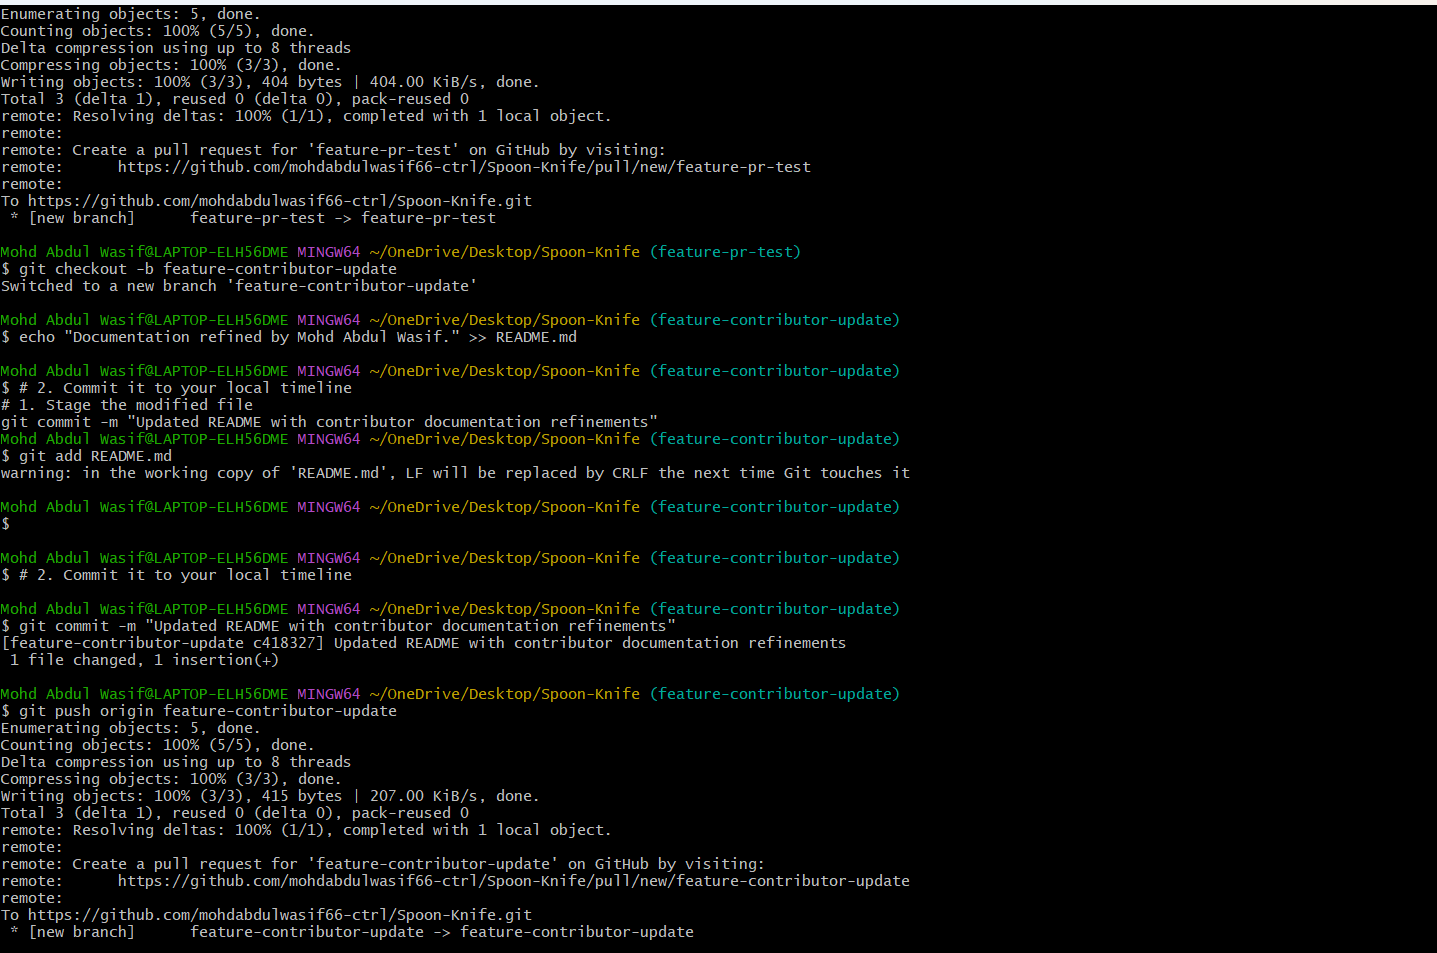 Enumerating objects: 5, done.
Counting objects: 100% (5/5), done.
Delta compression using up to 8 threads
Compressing objects: 100% (3/3), done.
Writing objects: 100% (3/3), 404 bytes | 404.00 KiB/s, done.
Total 3 (delta 1), reused 0 (delta 0), pack-reused 0
remote: Resolving deltas: 100% (1/1), completed with 1 local object.
remote:
remote: Create a pull request for 'feature-pr-test' on GitHub by visiting:
remote:      https://github.com/mohdabdulwasif66-ctrl/Spoon-Knife/pull/new/feature-pr-test
remote:
To https://github.com/mohdabdulwasif66-ctrl/Spoon-Knife.git
 * [new branch]      feature-pr-test -> feature-pr-test

Mohd Abdul Wasif@LAPTOP-ELH56DME MINGW64 ~/OneDrive/Desktop/Spoon-Knife (feature-pr-test)
$ git checkout -b feature-contributor-update
Switched to a new branch 'feature-contributor-update'

Mohd Abdul Wasif@LAPTOP-ELH56DME MINGW64 ~/OneDrive/Desktop/Spoon-Knife (feature-contributor-update)
$ echo "Documentation refined by Mohd Abdul Wasif." >> README.md

Mohd Abdul Wasif@LAPTOP-ELH56DME MINGW64 ~/OneDrive/Desktop/Spoon-Knife (feature-contributor-update)
$ # 2. Commit it to your local timeline
# 1. Stage the modified file
git commit -m "Updated README with contributor documentation refinements"
Mohd Abdul Wasif@LAPTOP-ELH56DME MINGW64 ~/OneDrive/Desktop/Spoon-Knife (feature-contributor-update)
$ git add README.md
warning: in the working copy of 'README.md', LF will be replaced by CRLF the next time Git touches it

Mohd Abdul Wasif@LAPTOP-ELH56DME MINGW64 ~/OneDrive/Desktop/Spoon-Knife (feature-contributor-update)
$

Mohd Abdul Wasif@LAPTOP-ELH56DME MINGW64 ~/OneDrive/Desktop/Spoon-Knife (feature-contributor-update)
$ # 2. Commit it to your local timeline

Mohd Abdul Wasif@LAPTOP-ELH56DME MINGW64 ~/OneDrive/Desktop/Spoon-Knife (feature-contributor-update)
$ git commit -m "Updated README with contributor documentation refinements"
[feature-contributor-update c418327] Updated README with contributor documentation refinements
 1 file changed, 1 insertion(+)

Mohd Abdul Wasif@LAPTOP-ELH56DME MINGW64 ~/OneDrive/Desktop/Spoon-Knife (feature-contributor-update)
$ git push origin feature-contributor-update
Enumerating objects: 5, done.
Counting objects: 100% (5/5), done.
Delta compression using up to 8 threads
Compressing objects: 100% (3/3), done.
Writing objects: 100% (3/3), 415 bytes | 207.00 KiB/s, done.
Total 3 (delta 1), reused 0 (delta 0), pack-reused 0
remote: Resolving deltas: 100% (1/1), completed with 1 local object.
remote:
remote: Create a pull request for 'feature-contributor-update' on GitHub by visiting:
remote:      https://github.com/mohdabdulwasif66-ctrl/Spoon-Knife/pull/new/feature-contributor-update
remote:
To https://github.com/mohdabdulwasif66-ctrl/Spoon-Knife.git
 * [new branch]      feature-contributor-update -> feature-contributor-update